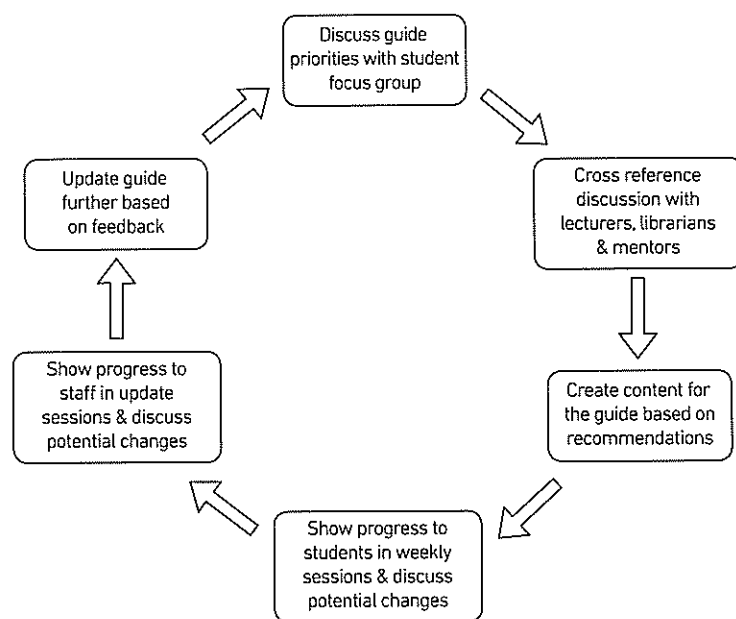 Discuss guide
priorities with student
focus group
Cross reference
discussion with
lecturers, librarians
& mentors
Create content for
the guide based on
recommendations
Show progress to
students in weekly
sessions & discuss
potential changes
Show progress to
staff in update
sessions & discuss
potential changes
Update guide
further based
on feedback